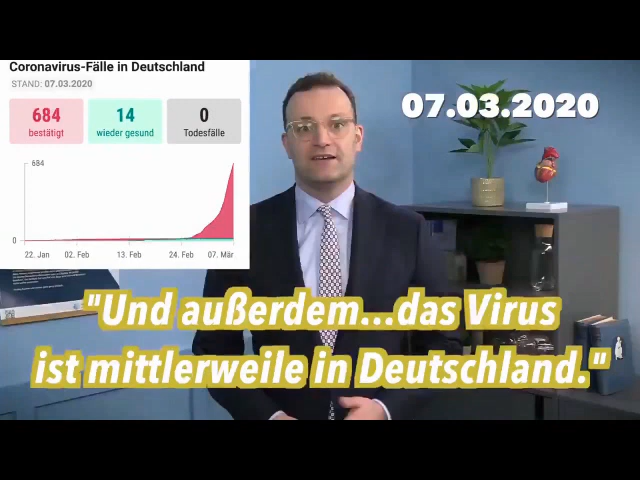 Coronavirus-Fälle in Deutschland
STAND: 07.03.2020
684
bestätigt
14
wieder gesund
0
Todesfälle
684
0
22. Jan
02. Feb
13. Feb
24. Feb
07. Mär
07.03.2020
"Und außerdem...das Virus
ist mittlerweile in Deutschland."